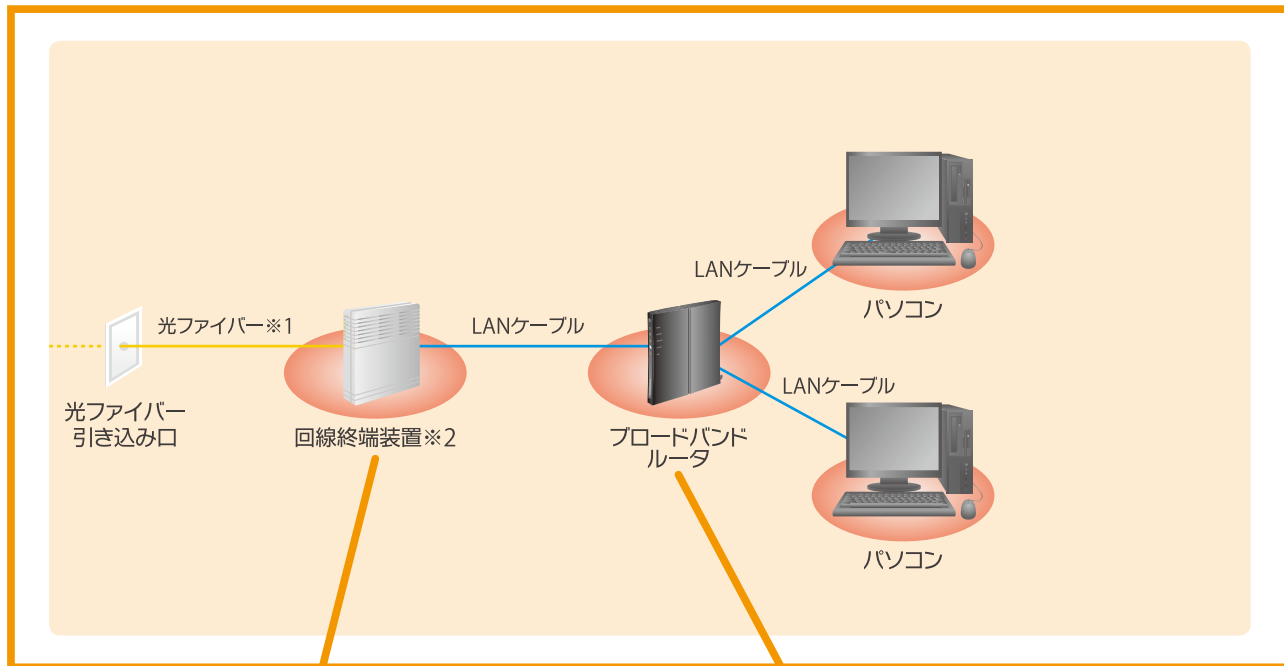 光ファイバー※1
LANケーブル
LANケーブル
LANケーブル
光ファイバー
引き込み口
回線終端装置※2
ブロードバンド
ルータ
パソコン
パソコン